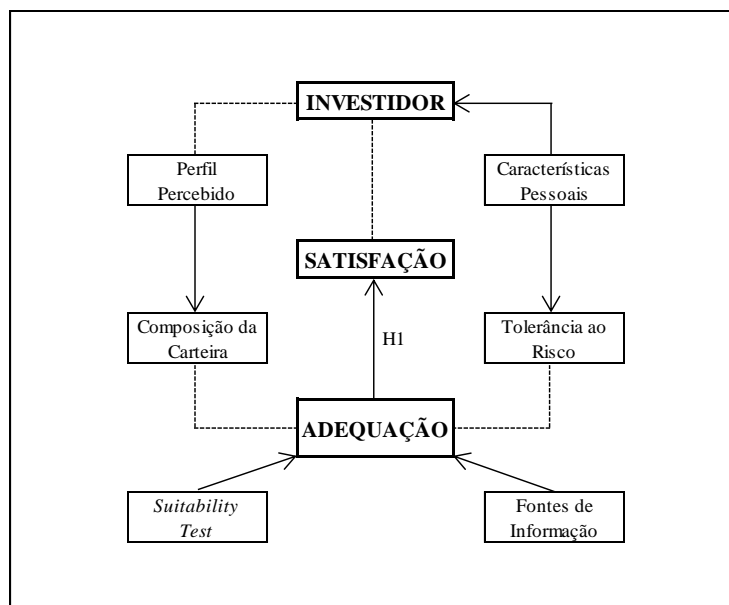 INVESTIDOR
Perfil
Percebido
Características
Pessoais
SATISFAÇÃO
Composição da
Carteira
H1
Tolerância ao
Risco
ADEQUAÇÃO
Suitability
Test
Fontes de
Informação